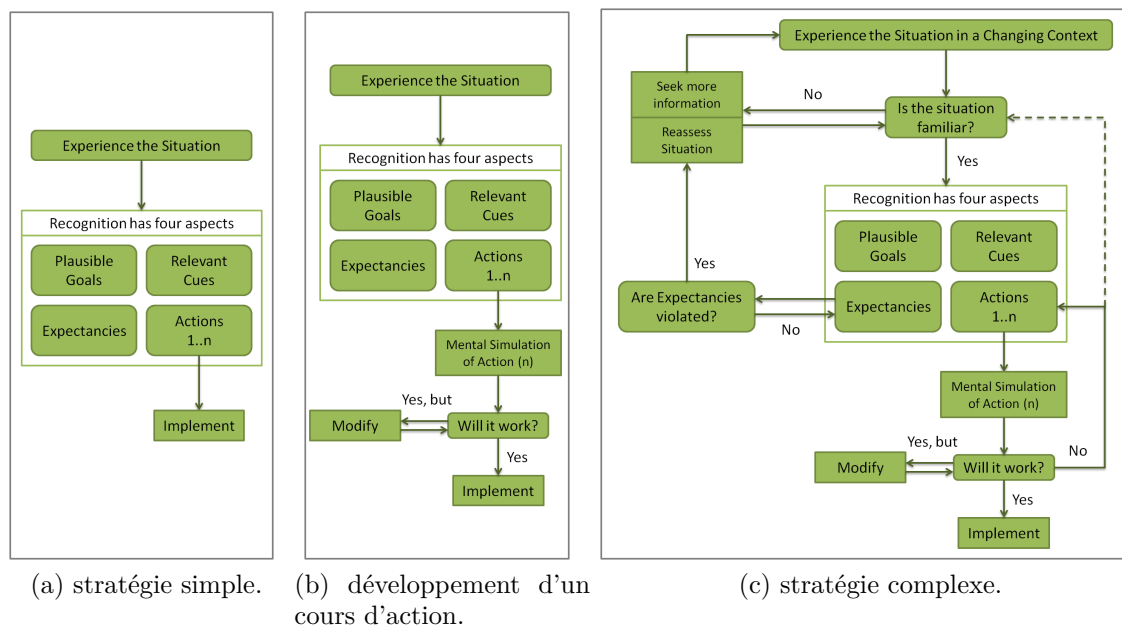 Experience the Situation
Recognition has four aspects
Plausible
Goals
Relevant
Cues
Expectancies
Actions
1..n
Implement
(a) stratégie simple.
Experience the Situation
Recognition has four aspects
Plausible
Goals
Relevant
Cues
Expectancies
Actions
1..n
Mental Simulation
of Action (n)
Yes, but
Modify
Will it work?
Yes
Implement
(b) développement d'un
cours d'action.
Experience the Situation in a Changing Context
Seek more
information
No
Is the situation
familiar?
Reassess
Situation
Yes
Recognition has four aspects
Plausible
Goals
Relevant
Cues
Yes
Are Expectancies
violated?
No
Expectancies
Actions
1..n
Mental Simulation
of Action (n)
Yes, but
No
Modify
Will it work?
Yes
Implement
(c) stratégie complexe.